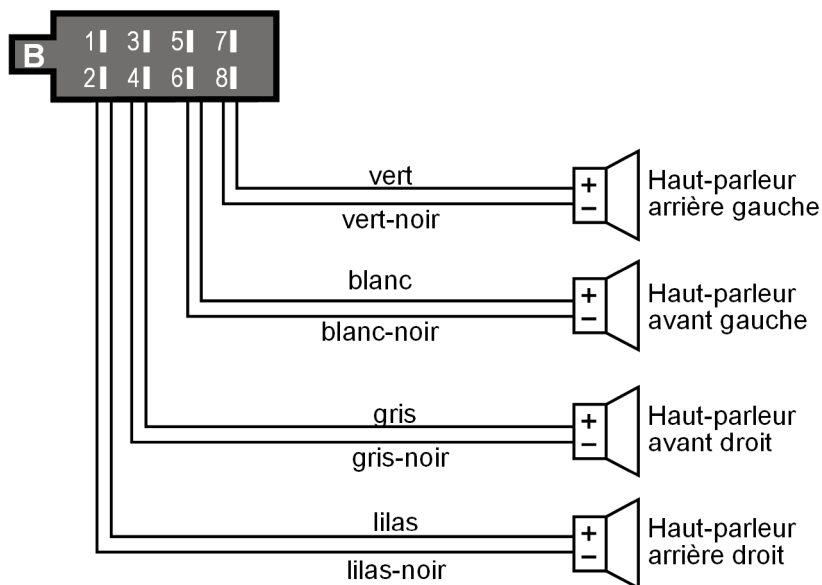 B
1 3 5 7
2 4 6 8
vert
+
−
vert-noir
Haut-parleur
arrière gauche
blanc
+
−
blanc-noir
Haut-parleur
avant gauche
gris
+
−
gris-noir
Haut-parleur
avant droit
lilas
+
−
lilas-noir
Haut-parleur
arrière droit